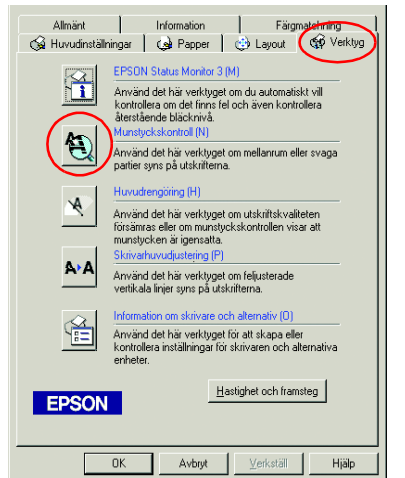 Allmänt Information Färgmatchning
Huvudinställningar Papper Layout Verktyg
EPSON Status Monitor 3 (M)
Använd det här verktyget om du automatiskt vill
kontrollera om det finns fel och även kontrollera
återstående bläcknivå.
Munstyckskontroll (N)
Använd det här verktyget om mellanrum eller svaga
partier syns på utskrifterna.
Huvudrengöring (H)
Använd det här verktyget om utskriftskvaliteten
försämras eller om munstyckskontrollen visar att
munstycken är igensatta.
Skrivarhuvudjustering (P)
Använd det här verktyget om feljusterade
vertikala linjer syns på utskrifterna.
Information om skrivare och alternativ (O)
Använd det här verktyget för att skapa eller
kontrollera inställningar för skrivaren och alternativa
enheter.
Hastighet och framsteg
EPSON
OK Avbryt Verkställ Hjälp